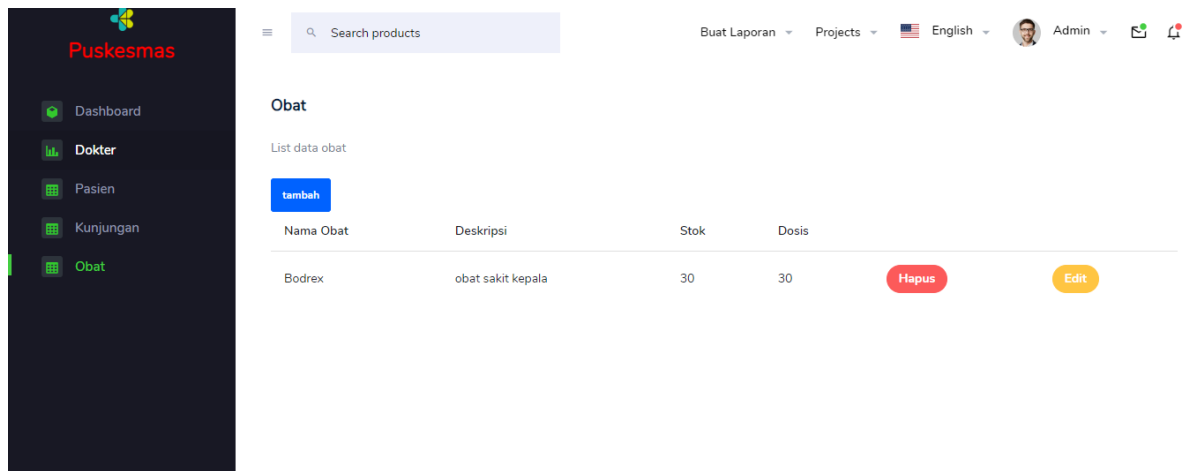 Puskesmas
Search products
Buat Laporan Projects English Admin
Dashboard
Dokter
Pasien
Kunjungan
Obat
Obat
List data obat
tambah
Nama Obat Deskripsi Stok Dosis
Bodrex obat sakit kepala 30 30 Hapus Edit